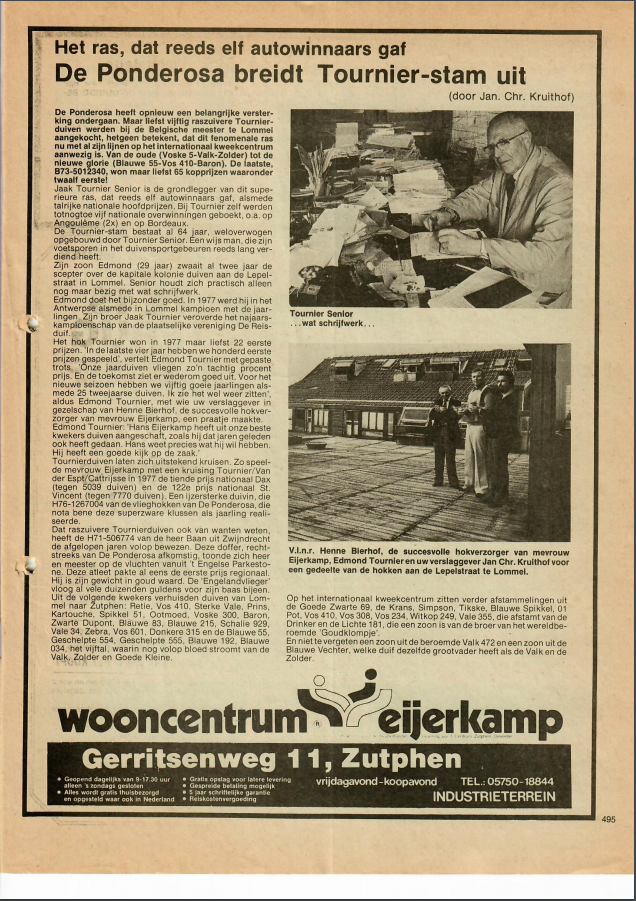 Het ras, dat reeds elf autowinnaars gaf
De Ponderosa breidt Tournier-stam uit
(door Jan. Chr. Kruithof)
De Ponderosa heeft opnieuw een belangrijke verster-
king ondergaan. Maar liefst vijftig raszuivere Tournier-
duiven werden bij de Belgische meester te Lommel
aangekocht, hetgeen betekent, dat dit fenomenale ras
nu met al zijn lijnen op het internationaal kweekcentrum
aanwezig is. Van de oude (Voske 5-Valk-Zolder) tot de
nieuwe glorie (Blauwe 55-Vos 410-Baron). De laatste,
B73-5012340, won maar liefst 65 kopprijzen waaronder
twaalf eerste!
Jaak Tournier Senior is de grondlegger van dit supe-
rieure ras, dat reeds elf autowinnaars gaf, alsmede
talrijke nationale hoofdprijzen. Bij Tournier zelf werden
totnogtoe vijf nationale overwinningen geboekt, o.a. op
Angoulême (2x) en op Bordeaux.
De Tournier-stam bestaat al 64 jaar, weloverwogen
opgebouwd door Tournier Senior. Een wijs man, die zijn
voetsporen in het duivensportgebeuren reeds lang ver-
diend heeft.
Zijn zoon Edmond (29 jaar) zwaait al twee jaar de
scepter over de kapitale kolonie duiven aan de Lepel-
straat in Lommel. Senior houdt zich practisch alleen
nog maar bezig met wat schrijfwerk.
Edmond doet het bijzonder goed. In 1977 werd hij in het
Antwerpse alsmede in Lommel kampioen met de jaar-
lingen. Zijn broer Jaak Tournier veroverde het najaars-
kampioenschap van de plaatselijke vereniging De Reis-
duif.
Het hok Tournier won in 1977 maar liefst 22 eerste
prijzen. 'In de laatste vier jaar hebben we honderd eerste
prijzen gespeeld', vertelt Edmond Tournier met gepaste
trots. 'Onze jaarduiven vliegen zo'n tachtig procent
prijs. En de toekomst ziet er wederom goed uit. Voor het
nieuwe seizoen hebben we vijftig goeie jaarlingen als-
mede 25 tweejaarse duiven. Ik zie het wel weer zitten',
aldus Edmond Tournier, met wie uw verslaggever in
gezelschap van Henne Bierhof, de succesvolle hokver-
zorger van mevrouw Eijerkamp, een praatje maakte.
Edmond Tournier: 'Hans Eijerkamp heeft uit onze beste
kwekers duiven aangeschaft, zoals hij dat jaren geleden
ook heeft gedaan. Hans weet precies wat hij wil hebben.
Hij heeft een goede kijk op de zaak.'
Tournierduiven laten zich uitstekend kruisen. Zo speel-
de mevrouw Eijerkamp met een kruising Tournier/Van
der Espt/Cattrijsse in 1977 de tiende prijs nationaal Dax
(tegen 5039 duiven) en de 122e prijs nationaal St.
Vincent (tegen 7770 duiven). Een ijzersterke duivin, die
H76-1267004 van de vlieghokken van De Ponderosa, die
nota bene deze superzware klussen als jaarling reali-
seerde.
Dat raszuivere Tournierduiven ook van wanten weten,
heeft de H71-506774 van de heer Baan uit Zwijndrecht
de afgelopen jaren volop bewezen. Deze doffer, recht-
streeks van De Ponderosa afkomstig, toonde zich heer
en meester op de vluchten vanuit 't Engelse Parkesto-
ne. Deze atleet pakte al eens de eerste prijs regionaal.
Hij is zijn gewicht in goud waard. De 'Engelandvlieger'
vloog al vele duizenden guldens voor zijn baas bijeen.
Uit de volgende kwekers verhuisden duiven van Lom-
mel naar Zutphen: Retie, Vos 410, Sterke Vale, Prins,
Kartouche, Spikkel 51, Ootmoed, Voske 300, Baron,
Zwarte Dupont, Blauwe 83, Blauwe 215, Schalie 929,
Vale 34, Zebra, Vos 601, Donkere 315 en de Blauwe 55,
Geschelpte 554, Geschelpte 555, Blauwe 192, Blauwe
034, het vijftal, waarin nog volop bloed stroomt van de
Valk, Zolder en Goede Kleine.
Tournier Senior
...wat schrijfwerk...
V.l.n.r. Henne Bierhof, de succesvolle hokverzorger van mevrouw
Eijerkamp, Edmond Tournier en uw verslaggever Jan Chr. Kruithof voor
een gedeelte van de hokken aan de Lepelstraat te Lommel.
Op het internationaal kweekcentrum zitten verder afstammelingen uit
de Goede Zwarte 69, de Krans, Simpson, Tikske, Blauwe Spikkel, 01
Pot, Vos 410, Vos 308, Vos 234, Witkop 249, Vale 355, die afstamt van de
Drinker en de Lichte 181, die een zoon is van de broer van het wereldbe-
roemde 'Goudklompje'.
En niet te vergeten een zoon uit de beroemde Valk 472 en een zoon uit de
Blauwe Vechter, welke duif dezelfde grootvader heeft als de Valk en de
Zolder.
wooncentrum eijerkamp
Gerritsenweg 11, Zutphen
• Geopend dagelijks van 9-17.30 uur
alleen 's zondags gesloten
• Alles wordt gratis thuisbezorgd
en opgesteld waar ook in Nederland
• Gratis opslag voor latere levering
• Gespreide betaling mogelijk
• 5 jaar schriftelijke garantie
• Reiskostenvergoeding
vrijdagavond-koopavond
TEL.: 05750-18844
INDUSTRIETERREIN
495